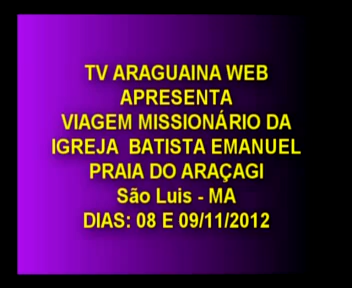 TV ARAGUAINA WEB
APRESENTA
VIAGEM MISSIONÁRIO DA
IGREJA BATISTA EMANUEL
PRAIA DO ARAÇAGI
São Luis - MA
DIAS: 08 E 09/11/2012